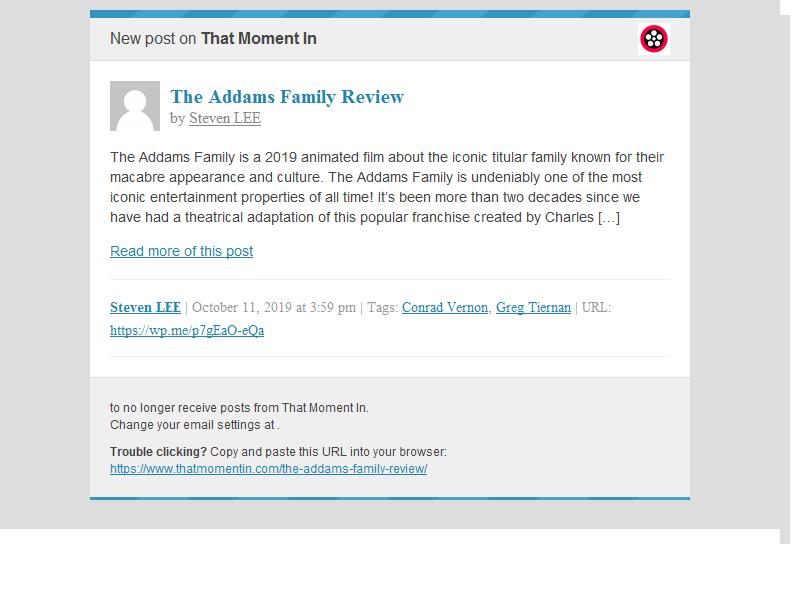 New post on That Moment In
The Addams Family Review
by Steven LEE
The Addams Family is a 2019 animated film about the iconic titular family known for their
macabre appearance and culture. The Addams Family is undeniably one of the most
iconic entertainment properties of all time! It’s been more than two decades since we
have had a theatrical adaptation of this popular franchise created by Charles […]
Read more of this post
Steven LEE | October 11, 2019 at 3:59 pm | Tags: Conrad Vernon, Greg Tiernan | URL:
https://wp.me/p7gEaO-eQa
to no longer receive posts from That Moment In.
Change your email settings at .
Trouble clicking? Copy and paste this URL into your browser:
https://www.thatmomentin.com/the-addams-family-review/